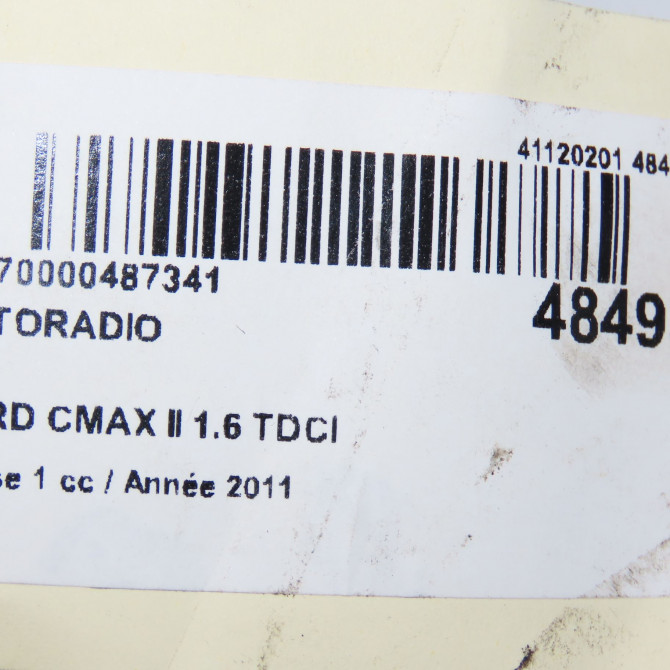 41120201 484
70000487341
4849
TORADIO
RD CMAX II 1.6 TDCI
se 1 cc / Année 2011